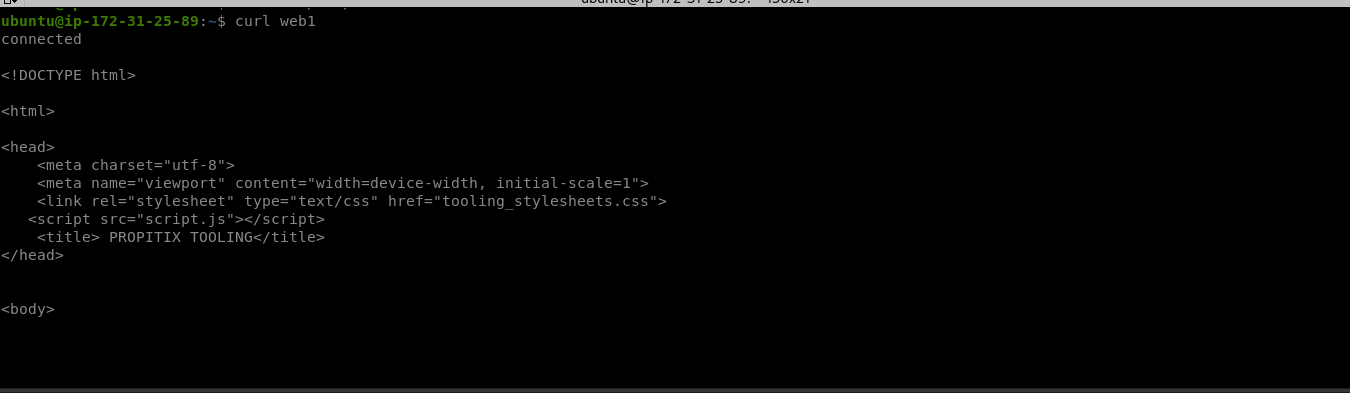 ubuntu@ip-172-31-25-89:~$ curl web1
connected
<!DOCTYPE html>
<html>
<head>
    <meta charset="utf-8">
    <meta name="viewport" content="width=device-width, initial-scale=1">
    <link rel="stylesheet" type="text/css" href="tooling_stylesheets.css">
   <script src="script.js"></script>
    <title> PROPITIX TOOLING</title>
</head>
<body>